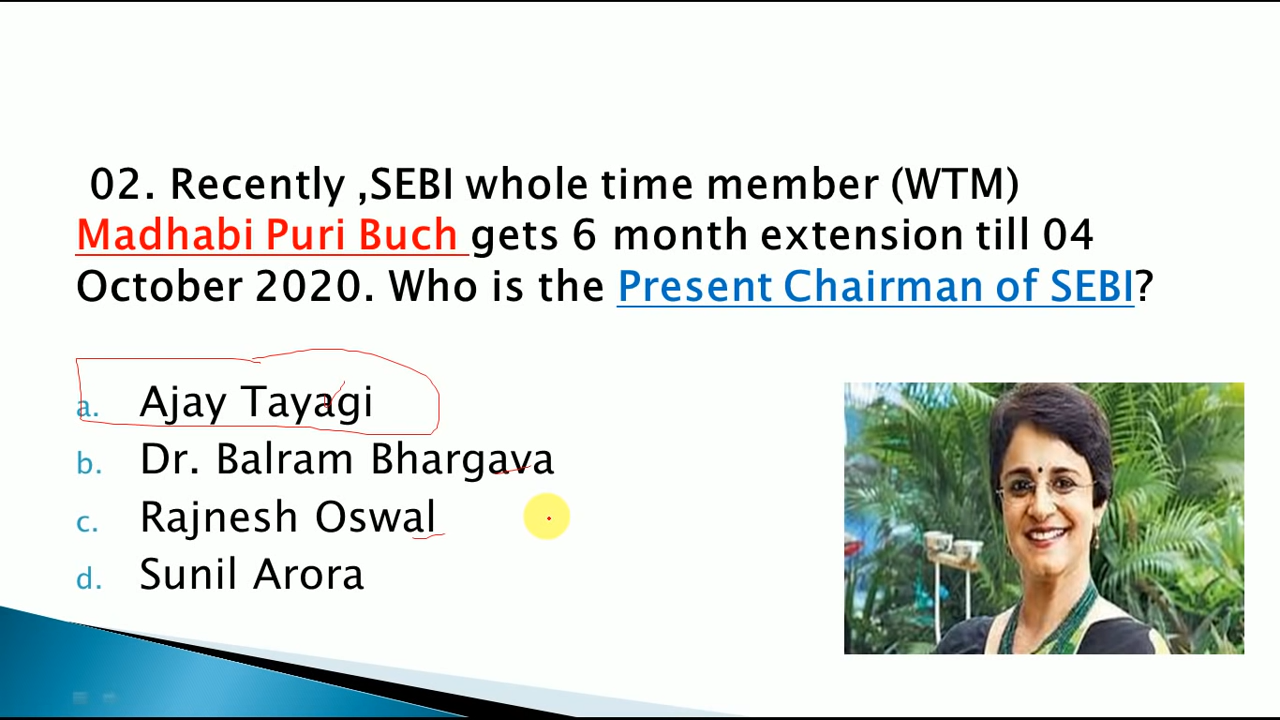 02. Recently ,SEBI whole time member (WTM)
Madhabi Puri Buch gets 6 month extension till 04
October 2020. Who is the Present Chairman of SEBI?
a. Ajay Tayagi
b. Dr. Balram Bhargava
c. Rajnesh Oswal
d. Sunil Arora